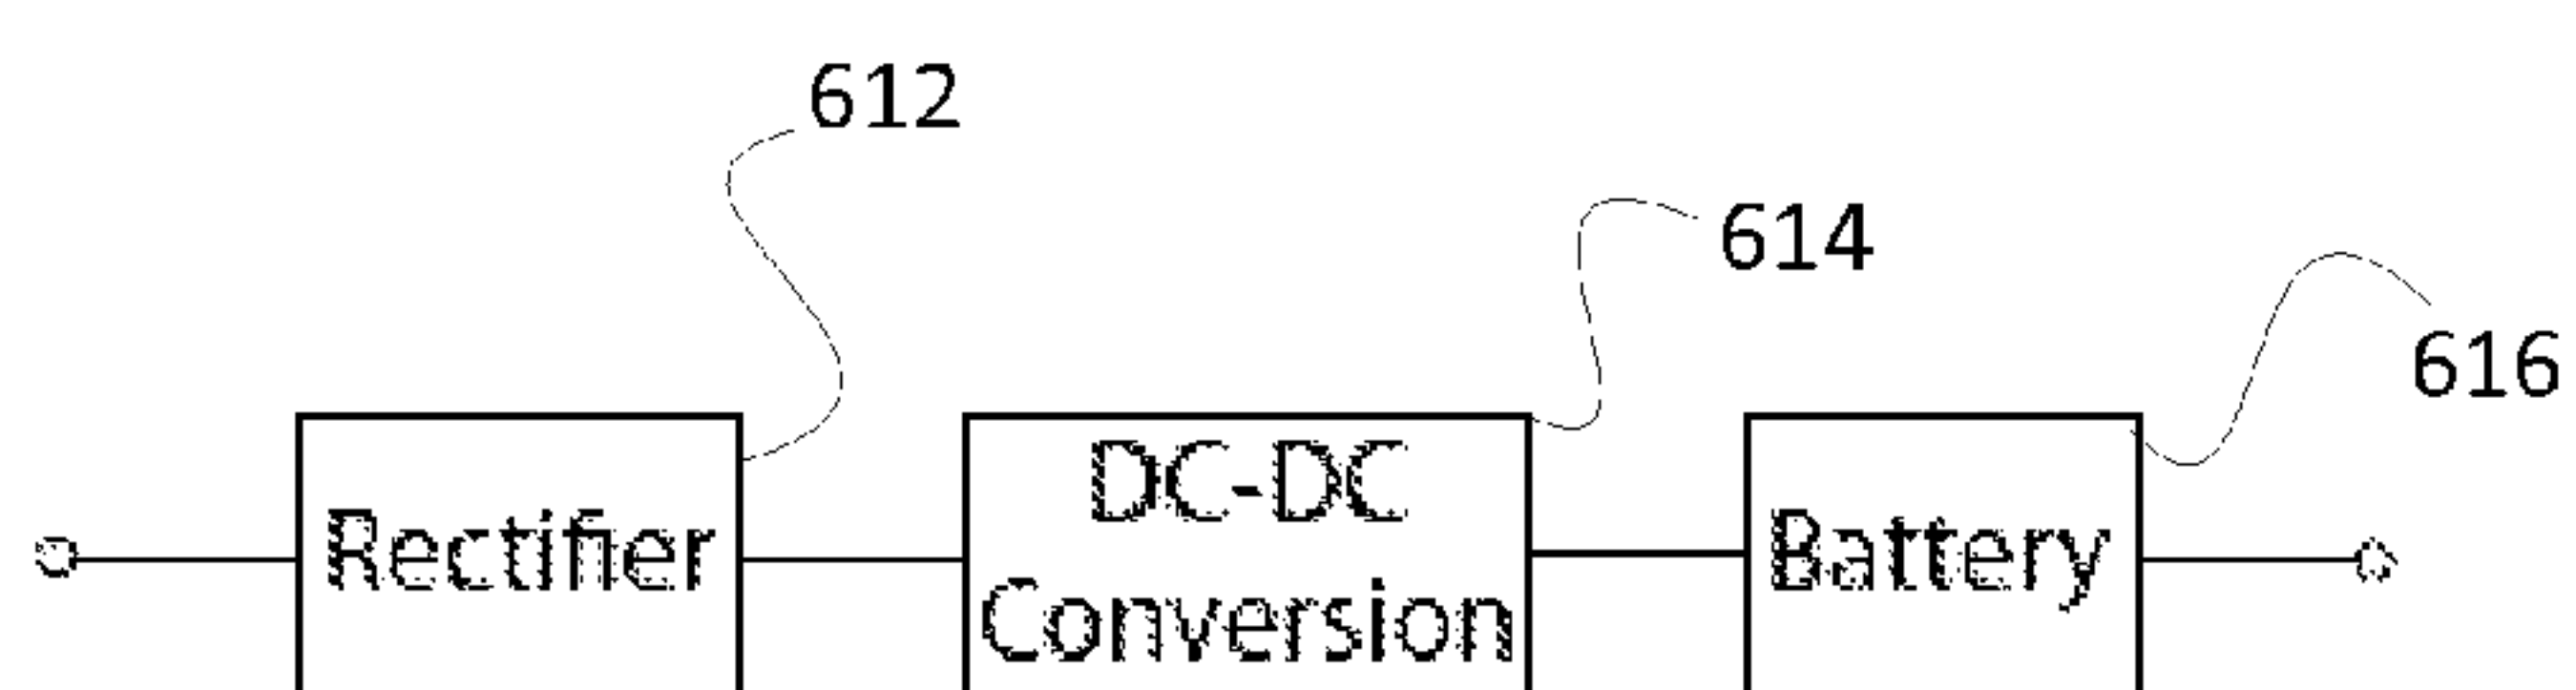 612
614
616
Rectifier
DC-DC
Conversion
Battery